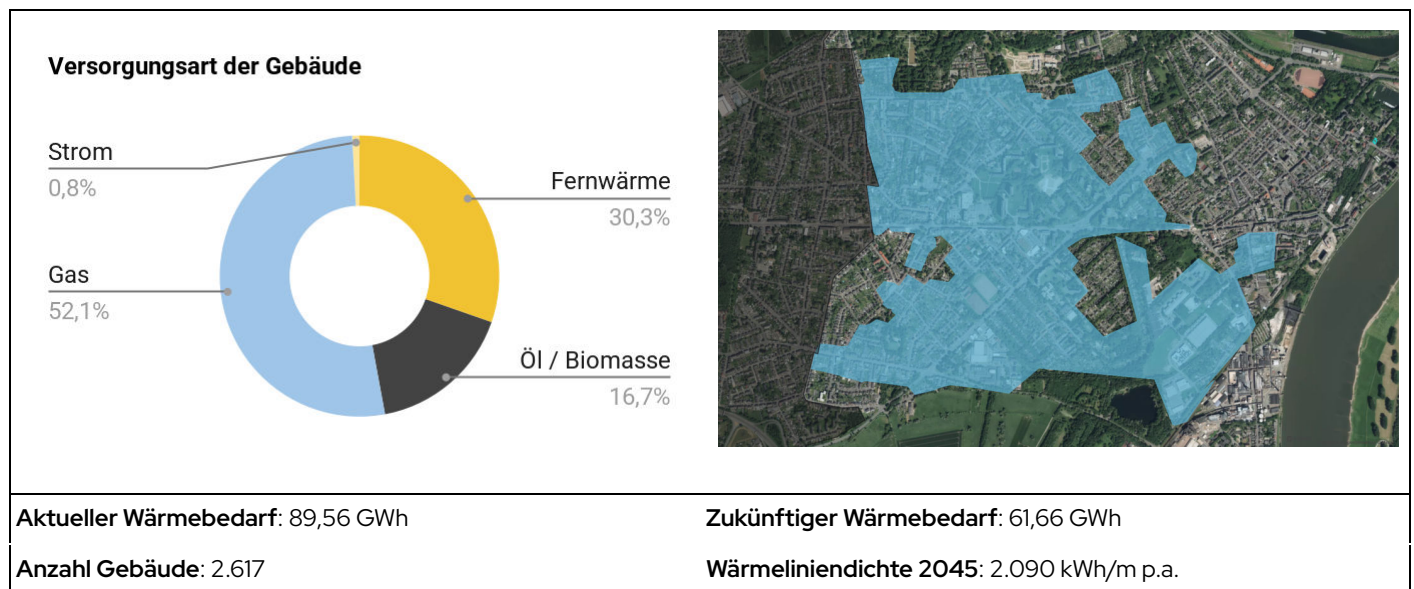 Versorgungsart der Gebäude
Strom
0,8%
Fernwärme
30,3%
Gas
52,1%
Öl / Biomasse
16,7%
Aktueller Wärmebedarf: 89,56 GWh
Zukünftiger Wärmebedarf: 61,66 GWh
Anzahl Gebäude: 2.617
Wärmeliniendichte 2045: 2.090 kWh/m p.a.